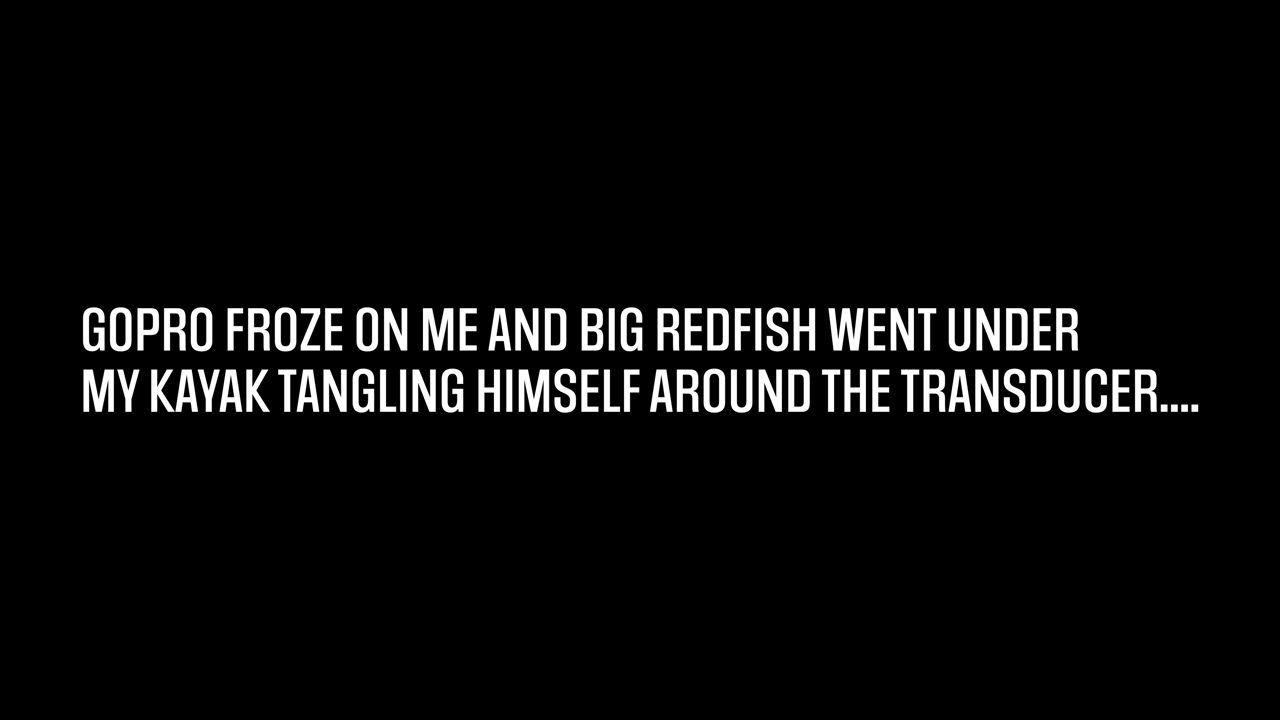 GOPRO FROZE ON ME AND BIG REDFISH WENT UNDER
MY KAYAK TANGLING HIMSELF AROUND THE TRANSDUCER....